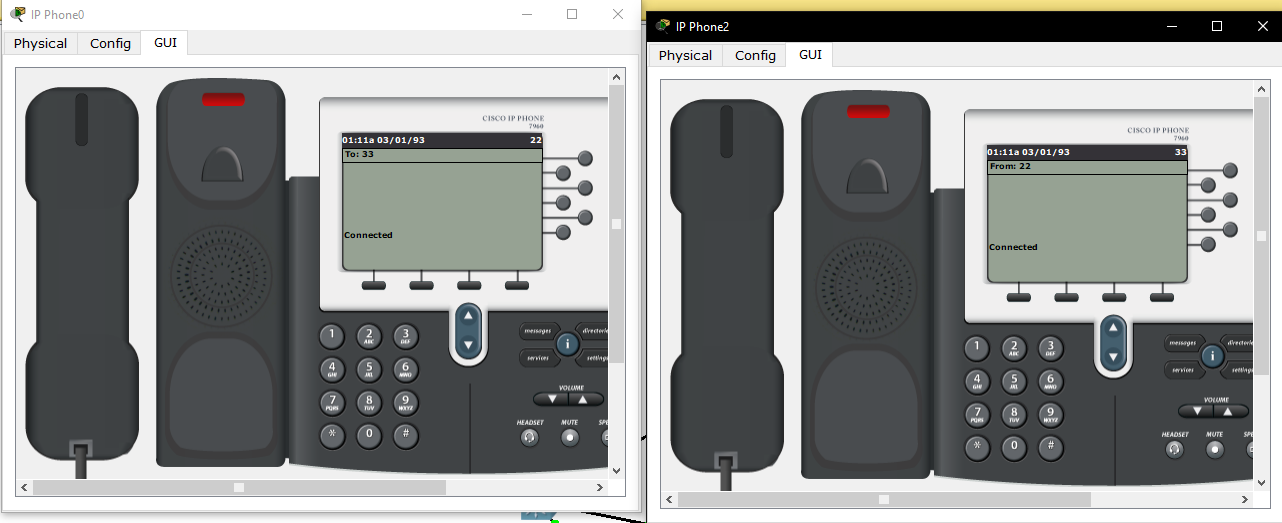 IP Phone0
Physical Config GUI
CISCO IP PHONE
7960
01:11a 03/01/93 22
To: 33
Connected
1 2 ABC 3 DEF
4 GHI 5 JKL 6 MNO
7 PQRS 8 TUV 9 WXYZ
* 0 #
messages directories
i
services settings
VOLUME
HEADSET MUTE SPE
IP Phone2
Physical Config GUI
CISCO IP PHONE
7960
01:11a 03/01/93 33
From: 22
Connected
1 2 ABC 3 DEF
4 GHI 5 JKL 6 MNO
7 PQRS 8 TUV 9 WXYZ
* 0 #
messages direc
i
services settings
VOLUME
HEADSET MUTE SPE